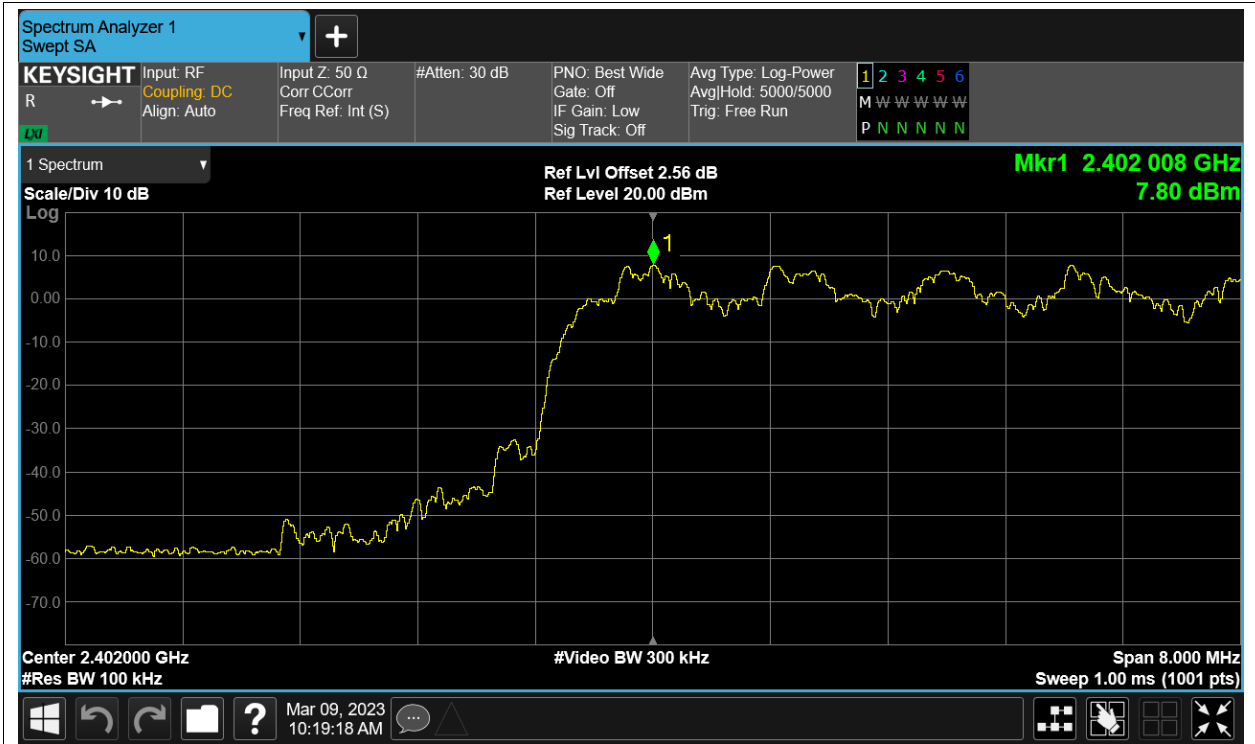 Spectrum Analyzer 1
Swept SA
KEYSIGHT
R
LXI
Input: RF
Coupling: DC
Align: Auto
Input Z: 50 Ω
Corr CCorr
Freq Ref: Int (S)
#Atten: 30 dB
PNO: Best Wide
Gate: Off
IF Gain: Low
Sig Track: Off
Avg Type: Log-Power
Avg|Hold: 5000/5000
Trig: Free Run
1 2 3 4 5 6
M W W W W W
P N N N N N
1 Spectrum
Scale/Div 10 dB
Log
Ref Lvl Offset 2.56 dB
Ref Level 20.00 dBm
Mkr1 2.402 008 GHz
7.80 dBm
1
10.0
0.00
-10.0
-20.0
-30.0
-40.0
-50.0
-60.0
-70.0
Center 2.402000 GHz
#Res BW 100 kHz
#Video BW 300 kHz
Span 8.000 MHz
Sweep 1.00 ms (1001 pts)
?
Mar 09, 2023
10:19:18 AM